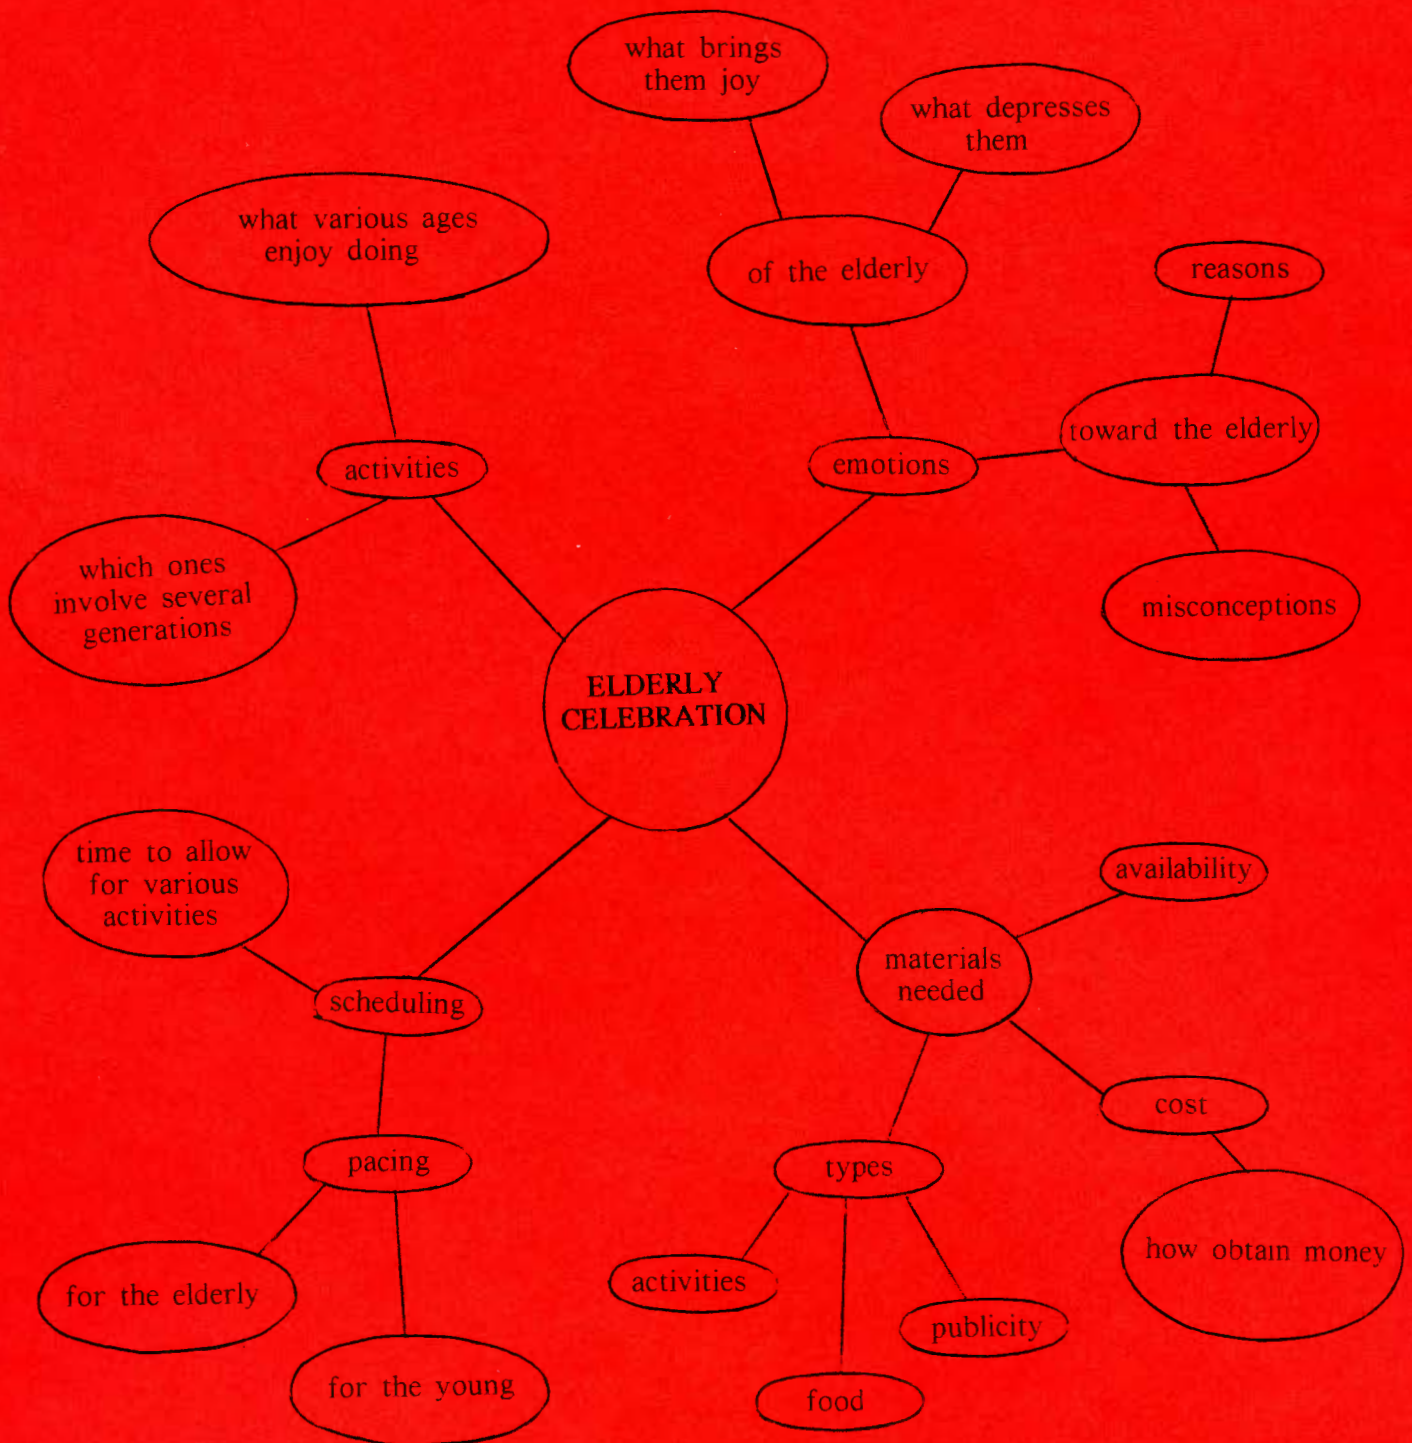 what brings
them joy
what depresses
them
what various ages
enjoy doing
of the elderly
reasons
toward the elderly
activities
emotions
which ones
involve several
generations
misconceptions
ELDERLY
CELEBRATION
time to allow
for various
activities
availability
materials
needed
scheduling
cost
pacing
types
how obtain money
activities
for the elderly
publicity
for the young
food